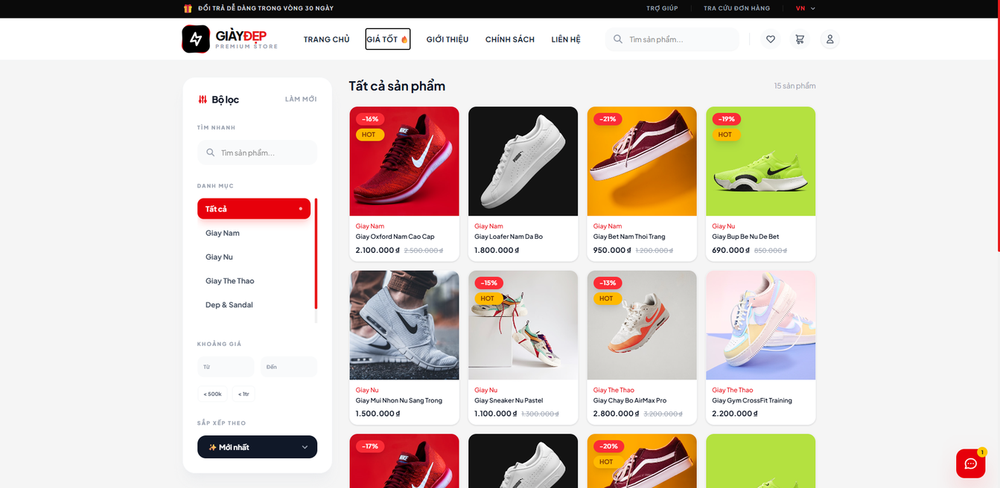 ĐỔI TRẢ DỄ DÀNG TRONG VÒNG 30 NGÀY
TRỢ GIÚP
TRA CỨU ĐƠN HÀNG
VN
GIÀYĐẸP
PREMIUM STORE
TRANG CHỦ
GIÁ TỐT 🔥
GIỚI THIỆU
CHÍNH SÁCH
LIÊN HỆ
Tìm sản phẩm...
Bộ lọc
LÀM MỚI
TÌM NHANH
Tìm sản phẩm...
DANH MỤC
Tất cả
Giay Nam
Giay Nu
Giay The Thao
Dep & Sandal
KHOẢNG GIÁ
Từ
Đến
< 500k
< 1tr
SẮP XẾP THEO
✨ Mới nhất
Tất cả sản phẩm
15 sản phẩm
-16%
HOT
NIKE
Giay Nam
Giay Oxford Nam Cao Cap
2.100.000 ₫ 2.500.000 ₫
Giay Nam
Giay Loafer Nam Da Bo
1.800.000 ₫
-21%
Giay Nam
Giay Bet Nam Thoi Trang
950.000 ₫ 1.200.000 ₫
-19%
HOT
Giay Nu
Giay Bup Be Nu De Bet
690.000 ₫ 850.000 ₫
Giay Nu
Giay Mui Nhon Nu Sang Trong
1.500.000 ₫
-15%
HOT
Giay Nu
Giay Sneaker Nu Pastel
1.100.000 ₫ 1.300.000 ₫
-13%
HOT
Giay The Thao
Giay Chay Bo AirMax Pro
2.800.000 ₫ 3.200.000 ₫
Giay The Thao
Giay Gym CrossFit Training
2.200.000 ₫
-17%
NIKE
-20%
HOT
1